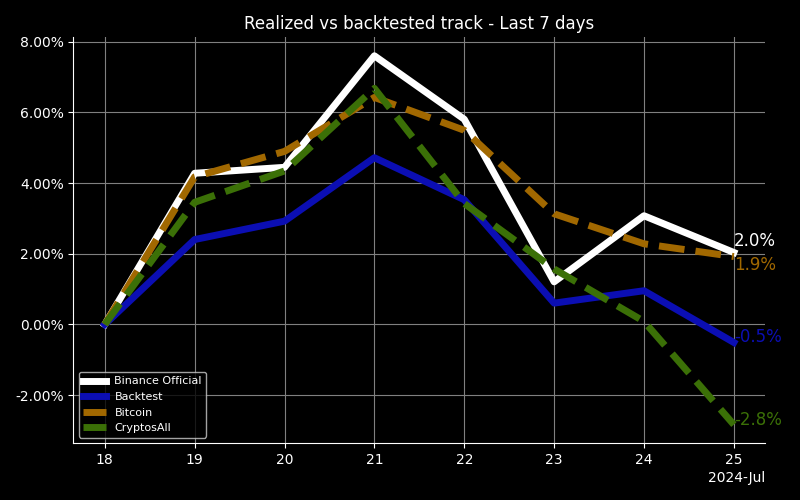 Realized vs backtested track - Last 7 days
8.00%
6.00%
4.00%
2.00%
0.00%
-2.00%
2.0%
1.9%
-0.5%
-2.8%
Binance Official
Backtest
Bitcoin
CryptosAll
18 19 20 21 22 23 24 25
2024-Jul